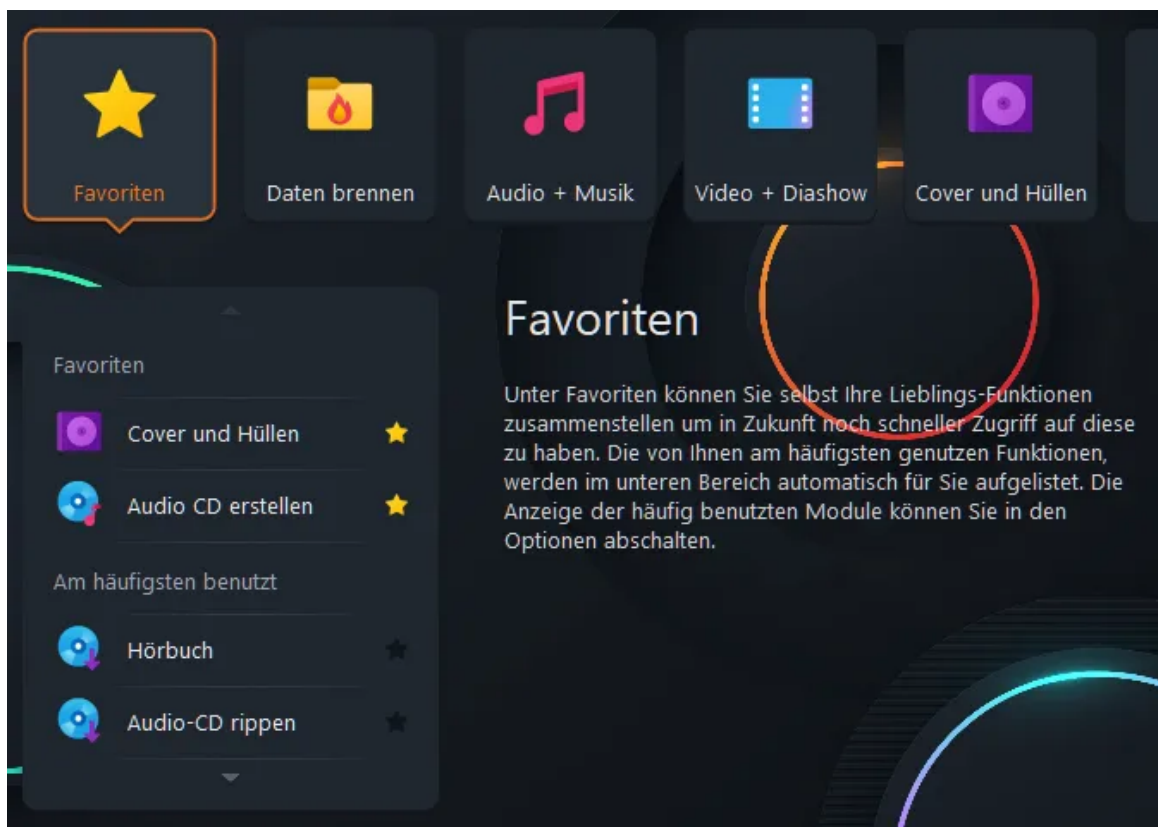 Favoriten
Daten brennen
Audio + Musik
Video + Diashow
Cover und Hüllen
Favoriten
Cover und Hüllen
Audio CD erstellen
Am häufigsten benutzt
Hörbuch
Audio-CD rippen
Favoriten
Unter Favoriten können Sie selbst Ihre Lieblings-Funktionen
zusammenstellen um in Zukunft noch schneller Zugriff auf diese
zu haben. Die von Ihnen am häufigsten genutzen Funktionen,
werden im unteren Bereich automatisch für Sie aufgelistet. Die
Anzeige der häufig benutzten Module können Sie in den
Optionen abschalten.